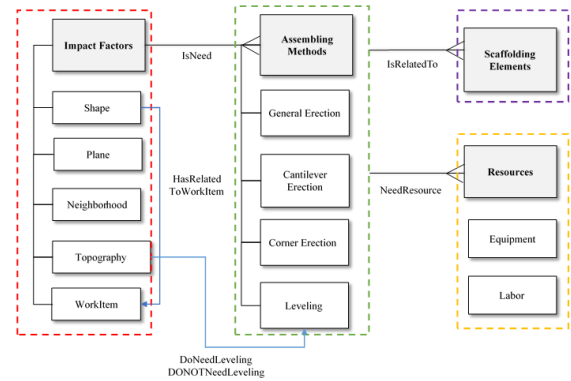 Impact Factors
Shape
Plane
Neighborhood
Topography
WorkItem
IsNeed
HasRelated
ToWorkItem
Assembling
Methods
General Erection
Cantilever
Erection
Corner Erection
Leveling
DoNeedLeveling
DONOTNeedLeveling
IsRelatedTo
NeedResource
Scaffolding
Elements
Resources
Equipment
Labor